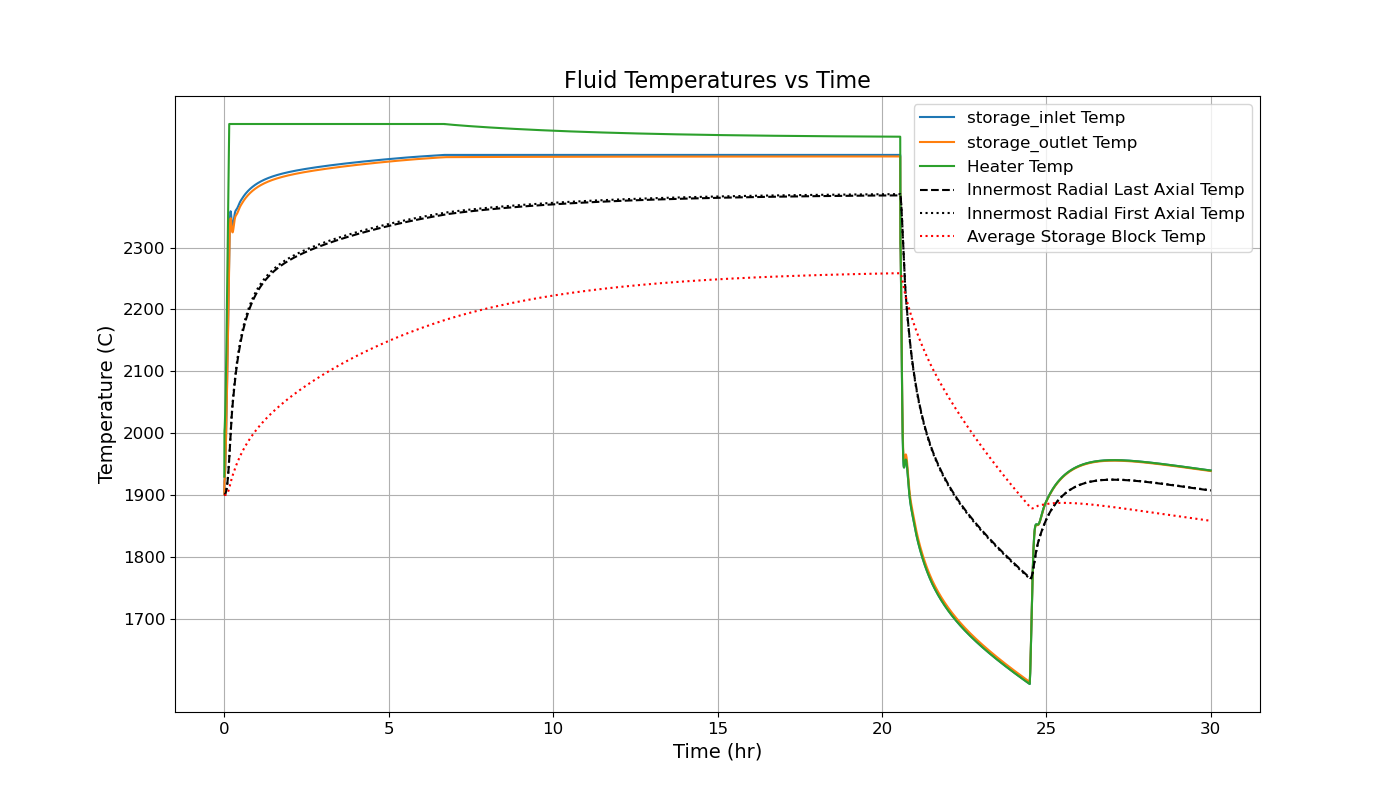 Fluid Temperatures vs Time
storage_inlet Temp
storage_outlet Temp
Heater Temp
Innermost Radial Last Axial Temp
Innermost Radial First Axial Temp
Average Storage Block Temp
Temperature (C)
2300
2200
2100
2000
1900
1800
1700
0 5 10 15 20 25 30
Time (hr)